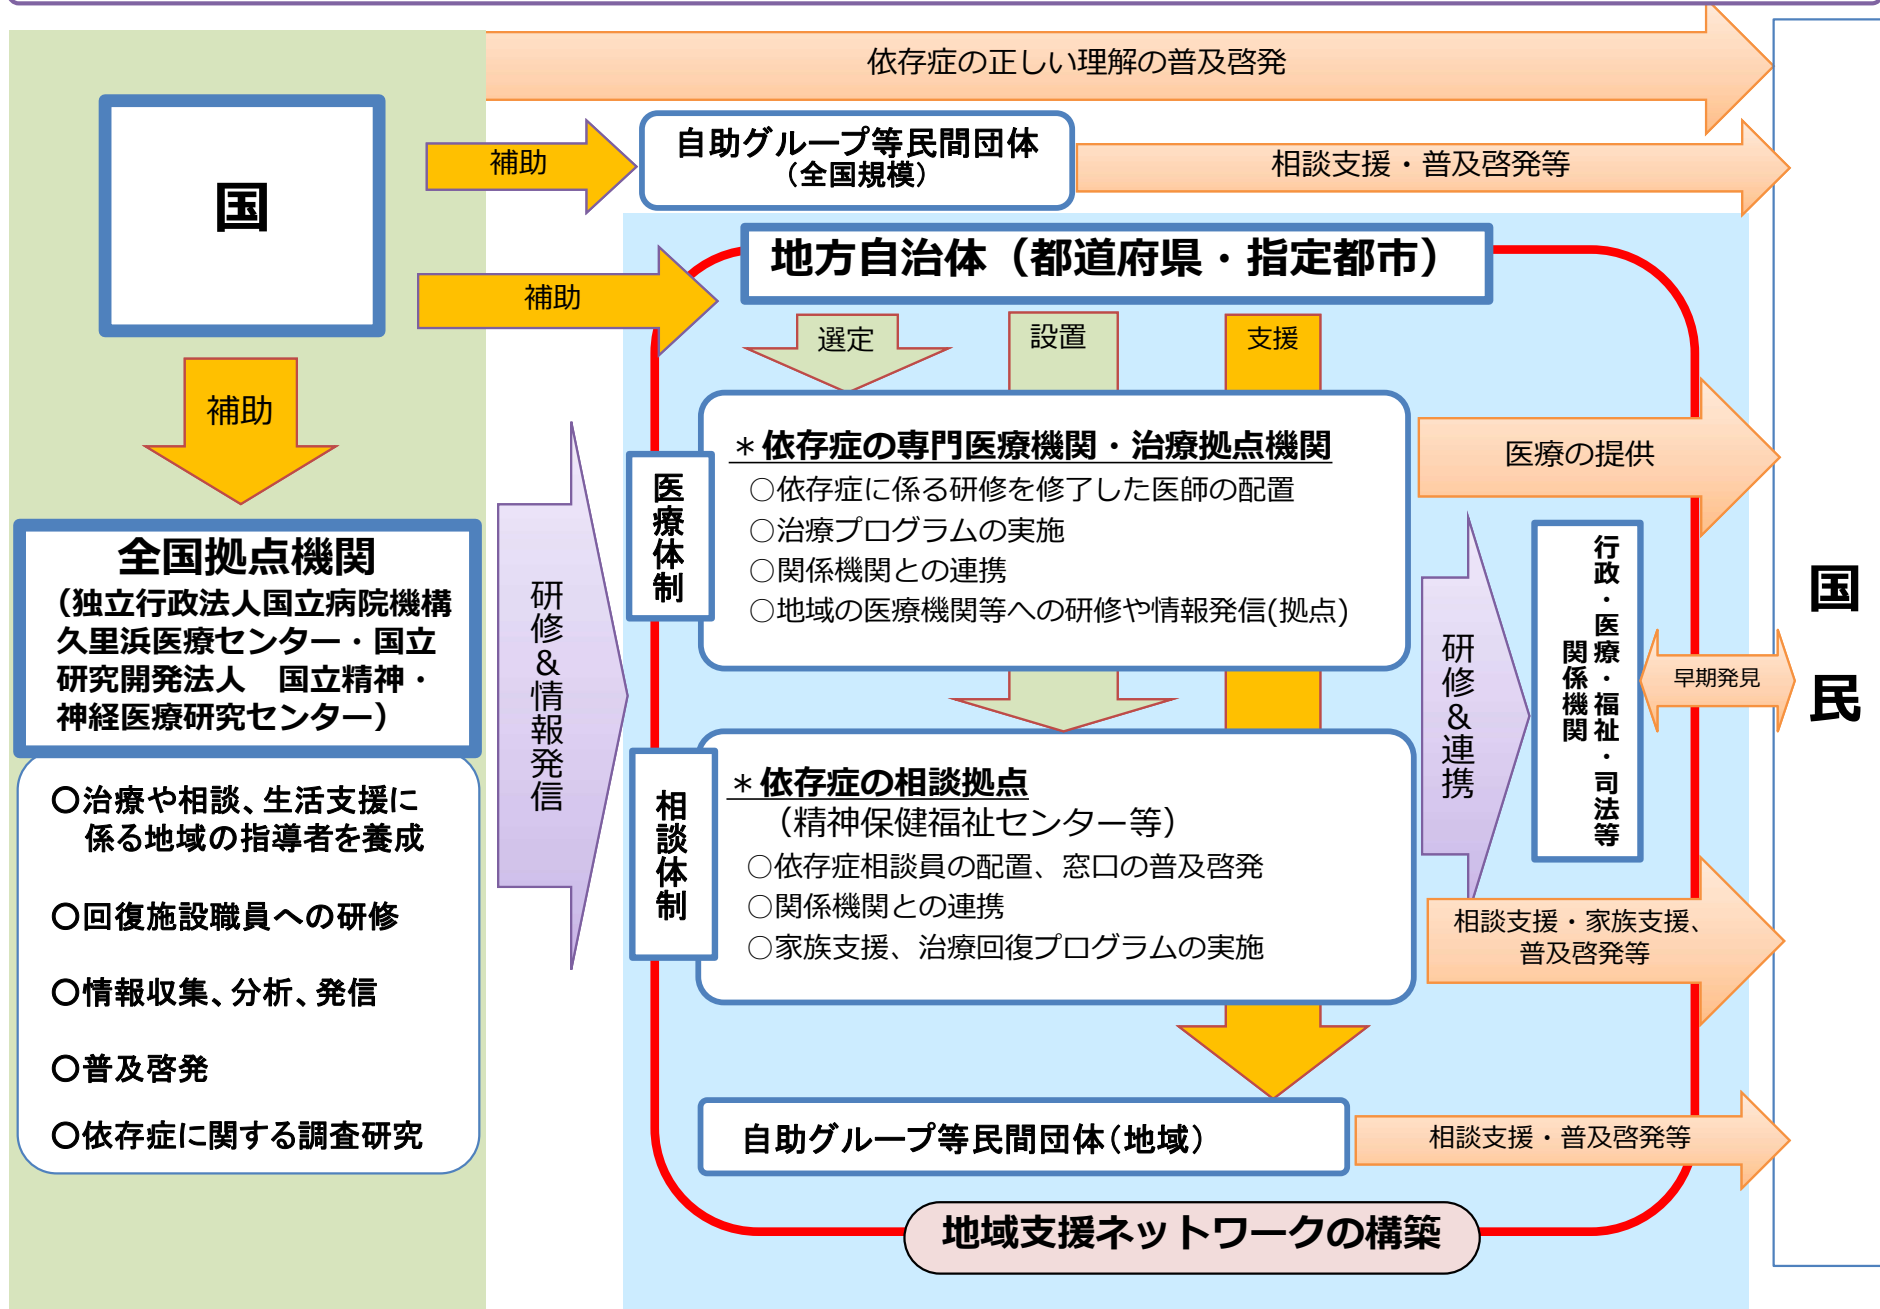 依存症の正しい理解の普及啓発
国
補助
自助グループ等民間団体
（全国規模）
相談支援・普及啓発等
補助
地方自治体（都道府県・指定都市）
選定
設置
支援
補助
全国拠点機関
（独立行政法人国立病院機構
久里浜医療センター・国立
研究開発法人　国立精神・
神経医療研究センター）
〇治療や相談、生活支援に
係る地域の指導者を養成
〇回復施設職員への研修
〇情報収集、分析、発信
〇普及啓発
〇依存症に関する調査研究
研修&情報発信
医療体制
＊依存症の専門医療機関・治療拠点機関
○依存症に係る研修を修了した医師の配置
○治療プログラムの実施
○関係機関との連携
○地域の医療機関等への研修や情報発信(拠点)
医療の提供
相談体制
＊依存症の相談拠点
（精神保健福祉センター等）
○依存症相談員の配置、窓口の普及啓発
○関係機関との連携
○家族支援、治療回復プログラムの実施
研修&連携
行政・医療・福祉・司法等
関係機関
早期発見
国民
相談支援・家族支援、
普及啓発等
自助グループ等民間団体（地域）
相談支援・普及啓発等
地域支援ネットワークの構築